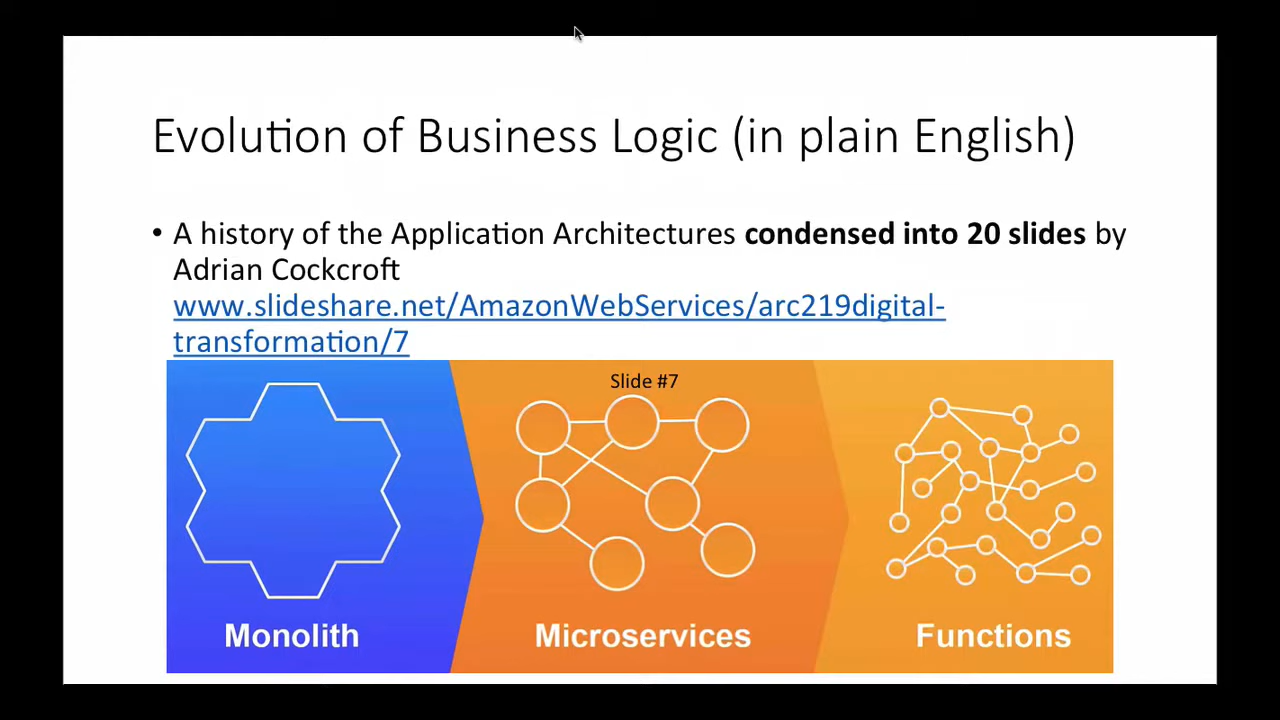 Evolution of Business Logic (in plain English)
• A history of the Application Architectures condensed into 20 slides by
Adrian Cockcroft
www.slideshare.net/AmazonWebServices/arc219digital-
transformation/7
Slide #7
Monolith
Microservices
Functions